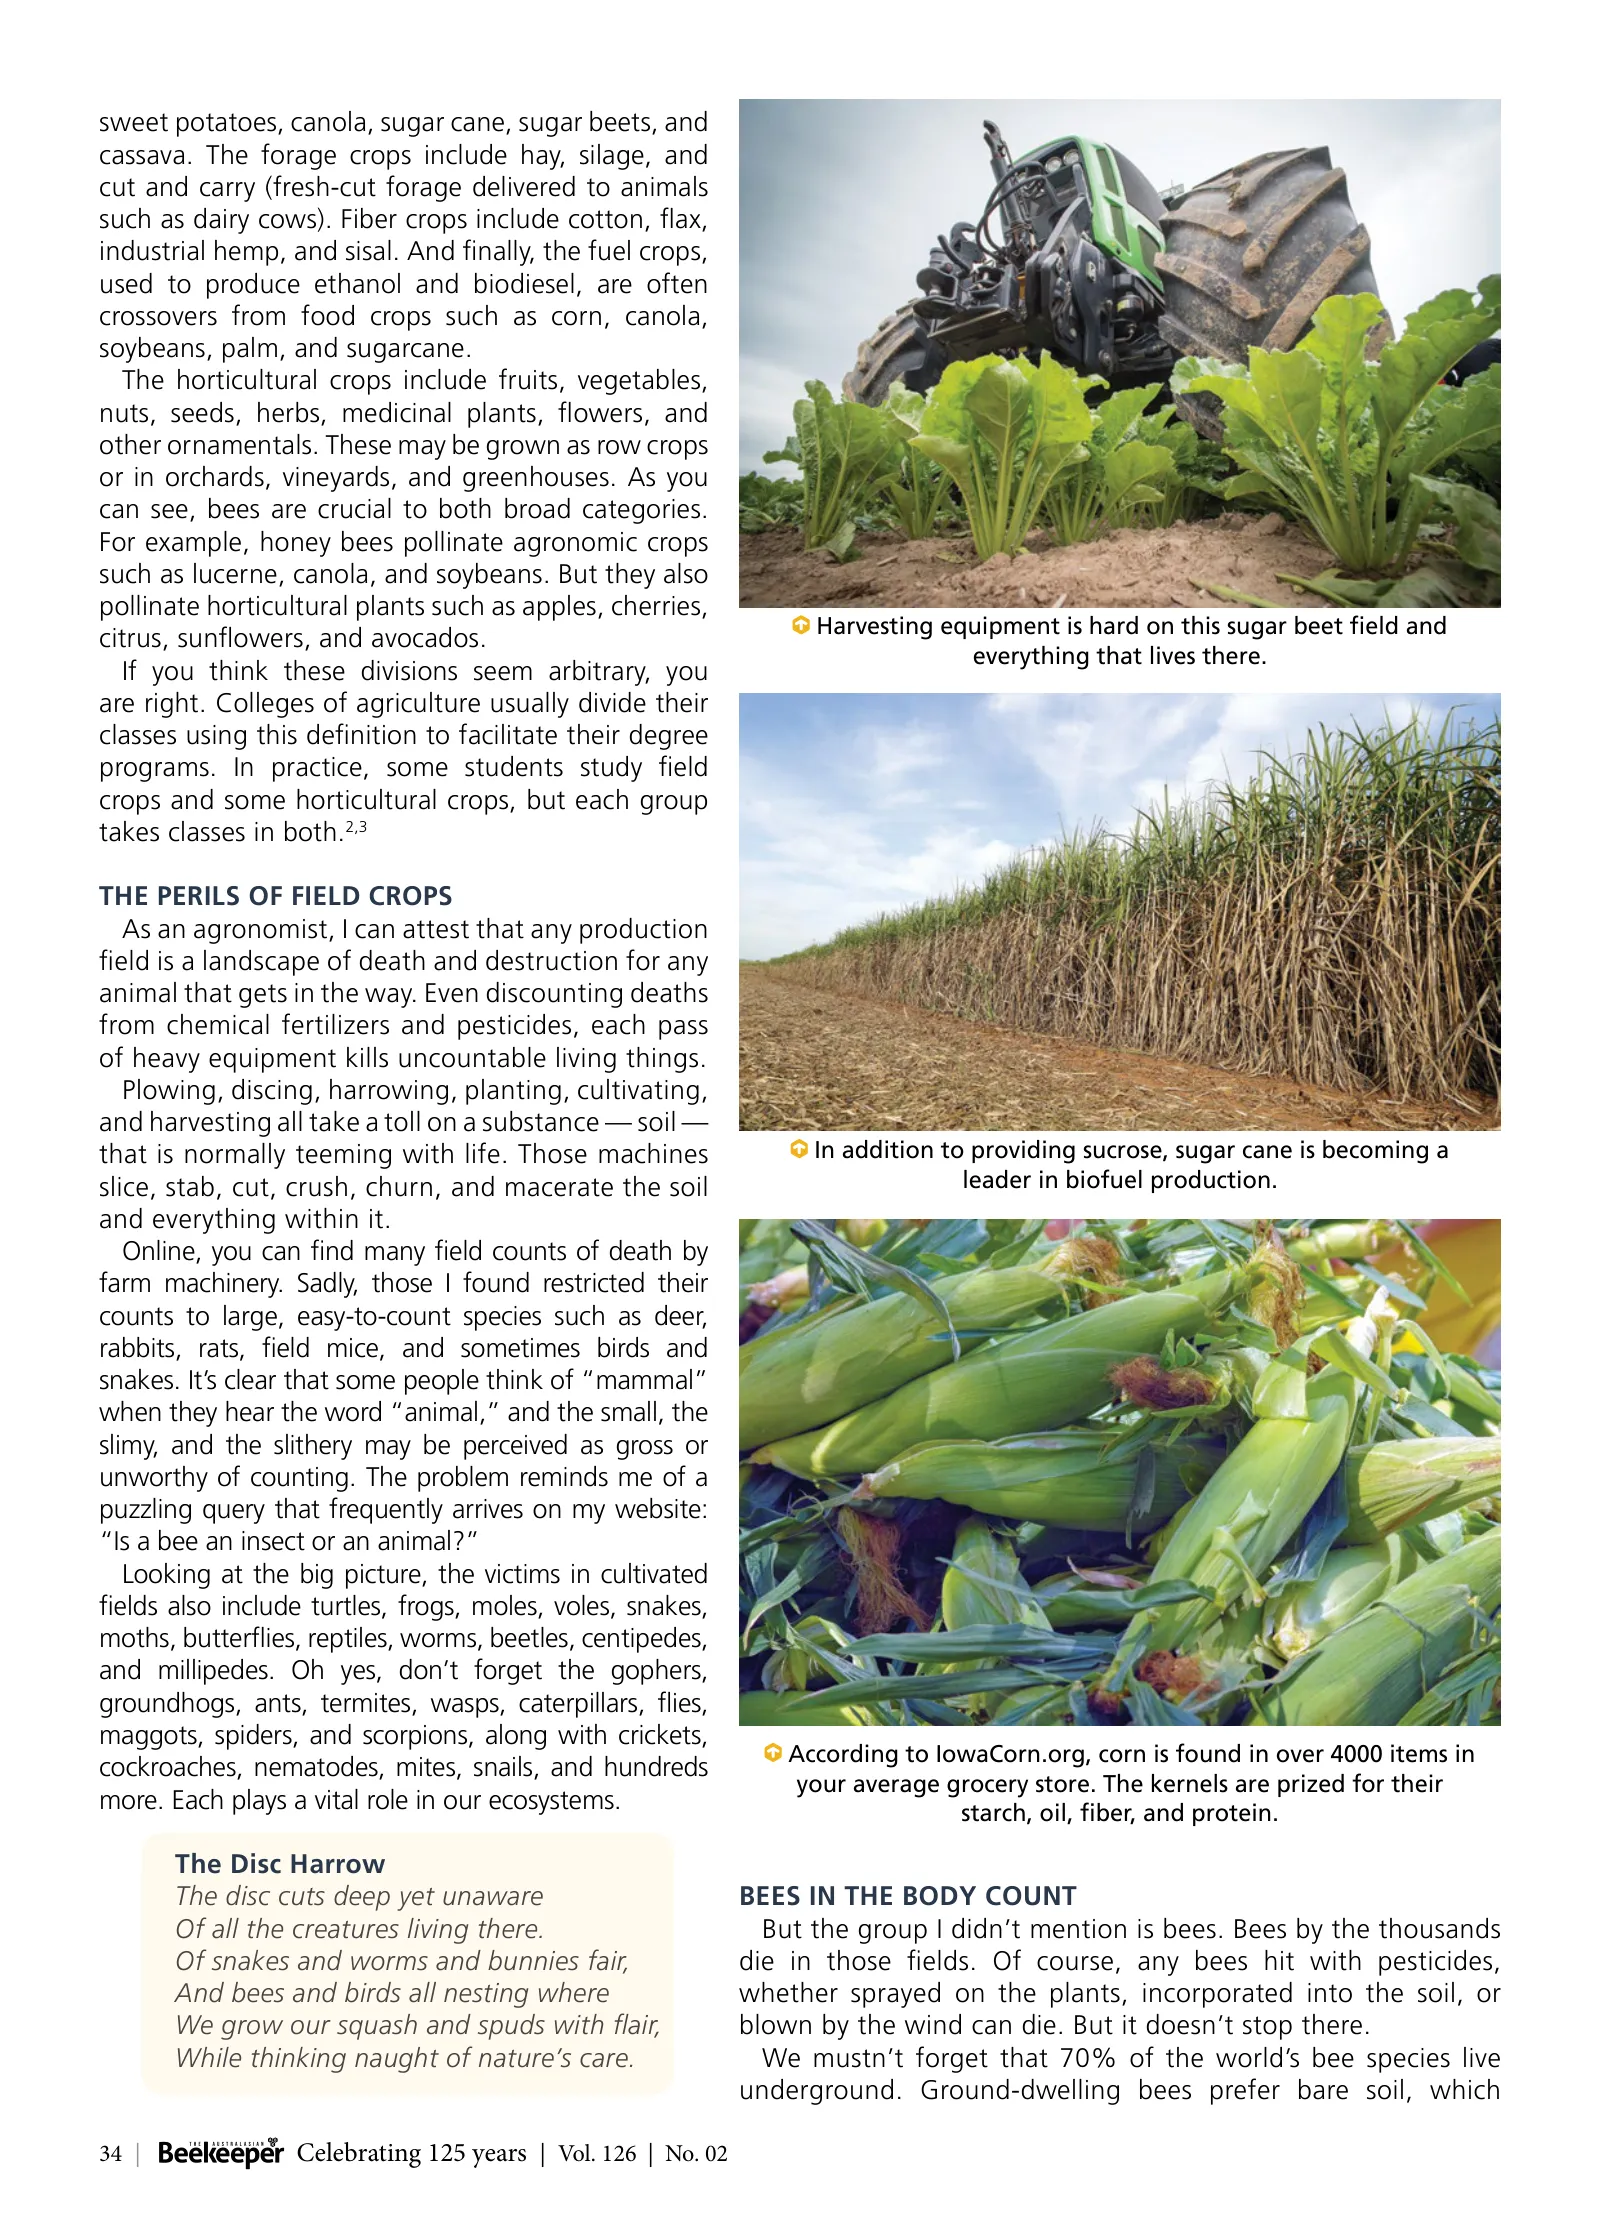 sweet potatoes, canola, sugar cane, sugar beets, and
cassava. The forage crops include hay, silage, and
cut and carry (fresh-cut forage delivered to animals
such as dairy cows). Fiber crops include cotton, flax,
industrial hemp, and sisal. And finally, the fuel crops,
used to produce ethanol and biodiesel, are often
crossovers from food crops such as corn, canola,
soybeans, palm, and sugarcane.
The horticultural crops include fruits, vegetables,
nuts, seeds, herbs, medicinal plants, flowers, and
other ornamentals. These may be grown as row crops
or in orchards, vineyards, and greenhouses. As you
can see, bees are crucial to both broad categories.
For example, honey bees pollinate agronomic crops
such as lucerne, canola, and soybeans. But they also
pollinate horticultural plants such as apples, cherries,
citrus, sunflowers, and avocados.
If you think these divisions seem arbitrary, you
are right. Colleges of agriculture usually divide their
classes using this definition to facilitate their degree
programs. In practice, some students study field
crops and some horticultural crops, but each group
takes classes in both.2,3
THE PERILS OF FIELD CROPS
As an agronomist, I can attest that any production
field is a landscape of death and destruction for any
animal that gets in the way. Even discounting deaths
from chemical fertilizers and pesticides, each pass
of heavy equipment kills uncountable living things.
Plowing, discing, harrowing, planting, cultivating,
and harvesting all take a toll on a substance — soil —
that is normally teeming with life. Those machines
slice, stab, cut, crush, churn, and macerate the soil
and everything within it.
Online, you can find many field counts of death by
farm machinery. Sadly, those I found restricted their
counts to large, easy-to-count species such as deer,
rabbits, rats, field mice, and sometimes birds and
snakes. It's clear that some people think of "mammal"
when they hear the word "animal," and the small, the
slimy, and the slithery may be perceived as gross or
unworthy of counting. The problem reminds me of a
puzzling query that frequently arrives on my website:
"Is a bee an insect or an animal?"
Looking at the big picture, the victims in cultivated
fields also include turtles, frogs, moles, voles, snakes,
moths, butterflies, reptiles, worms, beetles, centipedes,
and millipedes. Oh yes, don't forget the gophers,
groundhogs, ants, termites, wasps, caterpillars, flies,
maggots, spiders, and scorpions, along with crickets,
cockroaches, nematodes, mites, snails, and hundreds
more. Each plays a vital role in our ecosystems.
The Disc Harrow
The disc cuts deep yet unaware
Of all the creatures living there.
Of snakes and worms and bunnies fair,
And bees and birds all nesting where
We grow our squash and spuds with flair,
While thinking naught of nature's care.
Harvesting equipment is hard on this sugar beet field and
everything that lives there.
In addition to providing sucrose, sugar cane is becoming a
leader in biofuel production.
According to IowaCorn.org, corn is found in over 4000 items in
your average grocery store. The kernels are prized for their
starch, oil, fiber, and protein.
BEES IN THE BODY COUNT
But the group I didn't mention is bees. Bees by the thousands
die in those fields. Of course, any bees hit with pesticides,
whether sprayed on the plants, incorporated into the soil, or
blown by the wind can die. But it doesn't stop there.
We mustn't forget that 70% of the world's bee species live
underground. Ground-dwelling bees prefer bare soil, which
34 | THE AUSTRALASIAN Beekeeper Celebrating 125 years | Vol. 126 | No. 02